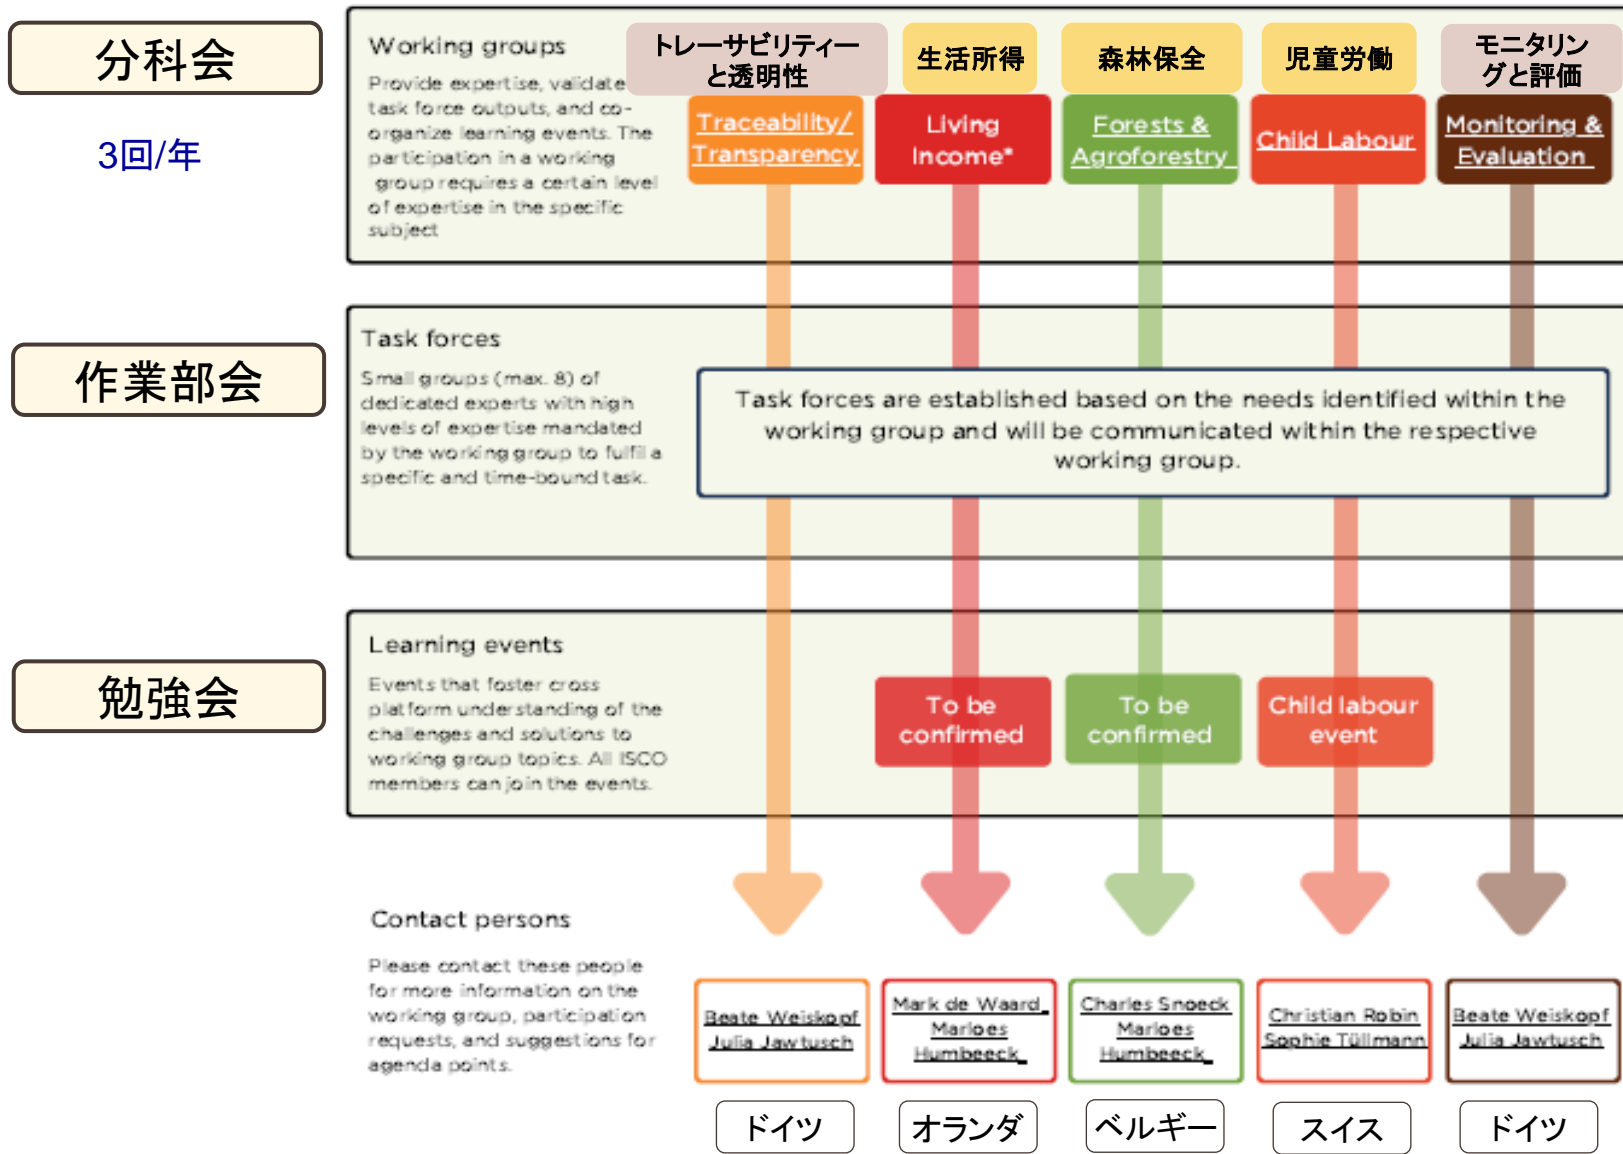 分科会
3回/年
Working groups
Provide expertise, validate
task force outputs, and co-
organize learning events. The
participation in a working
group requires a certain level
of expertise in the specific
subject
トレーサビリティー
と透明性
生活所得
森林保全
児童労働
モニタリン
グと評価
Traceability/
Transparency
Living
Income*
Forests &
Agroforestry
Child Labour
Monitoring &
Evaluation
作業部会
Task forces
Small groups (max. 8) of
dedicated experts with high
levels of expertise mandated
by the working group to fulfil a
specific and time-bound task.
Task forces are established based on the needs identified within the
working group and will be communicated within the respective
working group.
勉強会
Learning events
Events that foster cross
platform understanding of the
challenges and solutions to
working group topics. All ISCO
members can join the events.
To be
confirmed
To be
confirmed
Child labour
event
Contact persons
Please contact these people
for more information on the
working group, participation
requests, and suggestions for
agenda points.
Beate Weiskopf
Julia Jawtusch
Mark de Waard
Marloes
Humbeeck
Charles Snoeck
Marloes
Humbeeck
Christian Robin
Sophie Tüllmann
Beate Weiskopf
Julia Jawtusch
ドイツ
オランダ
ベルギー
スイス
ドイツ